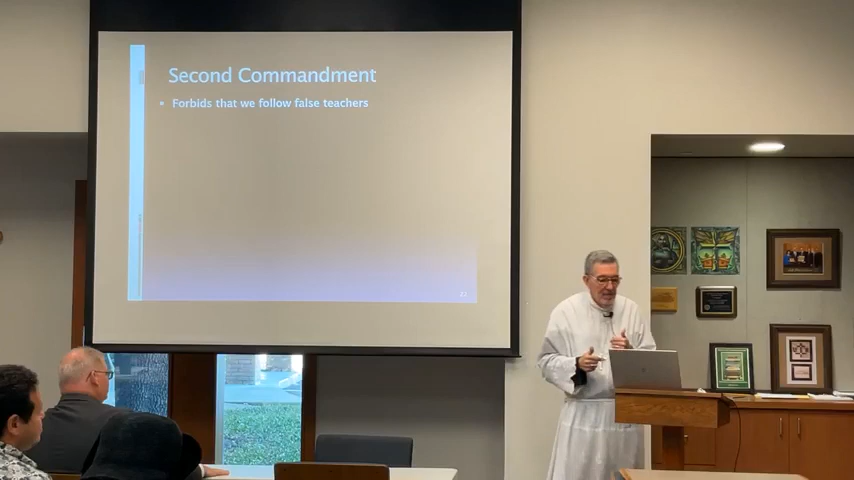 Second Commandment
▪ Forbids that we follow false teachers